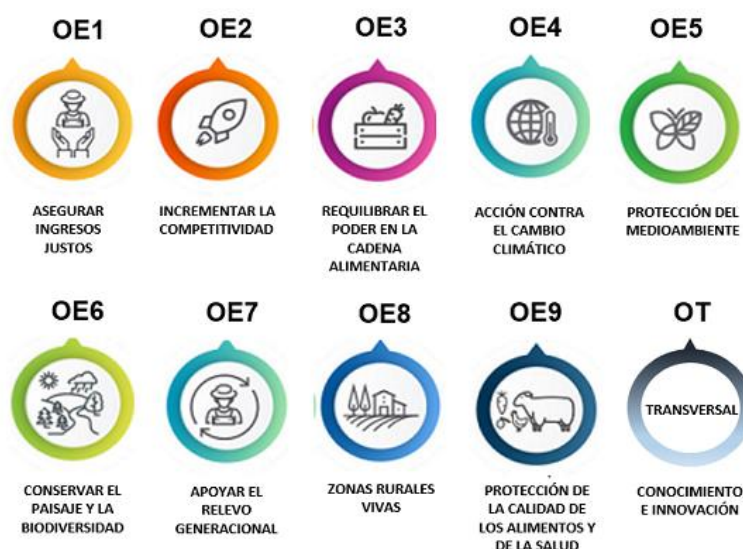 OE1
OE2
OE3
OE4
OE5
ASEGURAR
INGRESOS
JUSTOS
INCREMENTAR LA
COMPETITIVIDAD
REQUILIBRAR EL
PODER EN LA
CADENA
ALIMENTARIA
ACCIÓN CONTRA
EL CAMBIO
CLIMÁTICO
PROTECCIÓN DEL
MEDIOAMBIENTE
OE6
OE7
OE8
OE9
OT
TRANSVERSAL
CONSERVAR EL
PAISAJE Y LA
BIODIVERSIDAD
APOYAR EL
RELEVO
GENERACIONAL
ZONAS RURALES
VIVAS
PROTECCIÓN DE
LA CALIDAD DE
LOS ALIMENTOS Y
DE LA SALUD
CONOCIMIENTO
E INNOVACIÓN